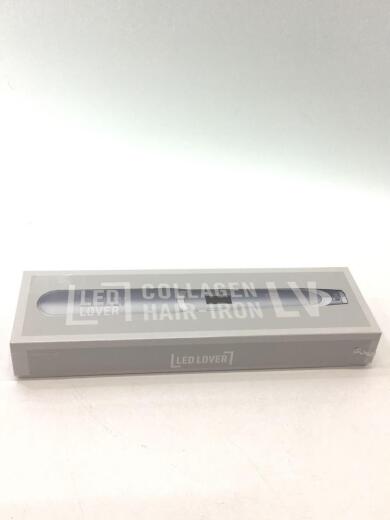 LED
LOVER
COLLAGEN
HAIR-IRON
LV
LED LOVER